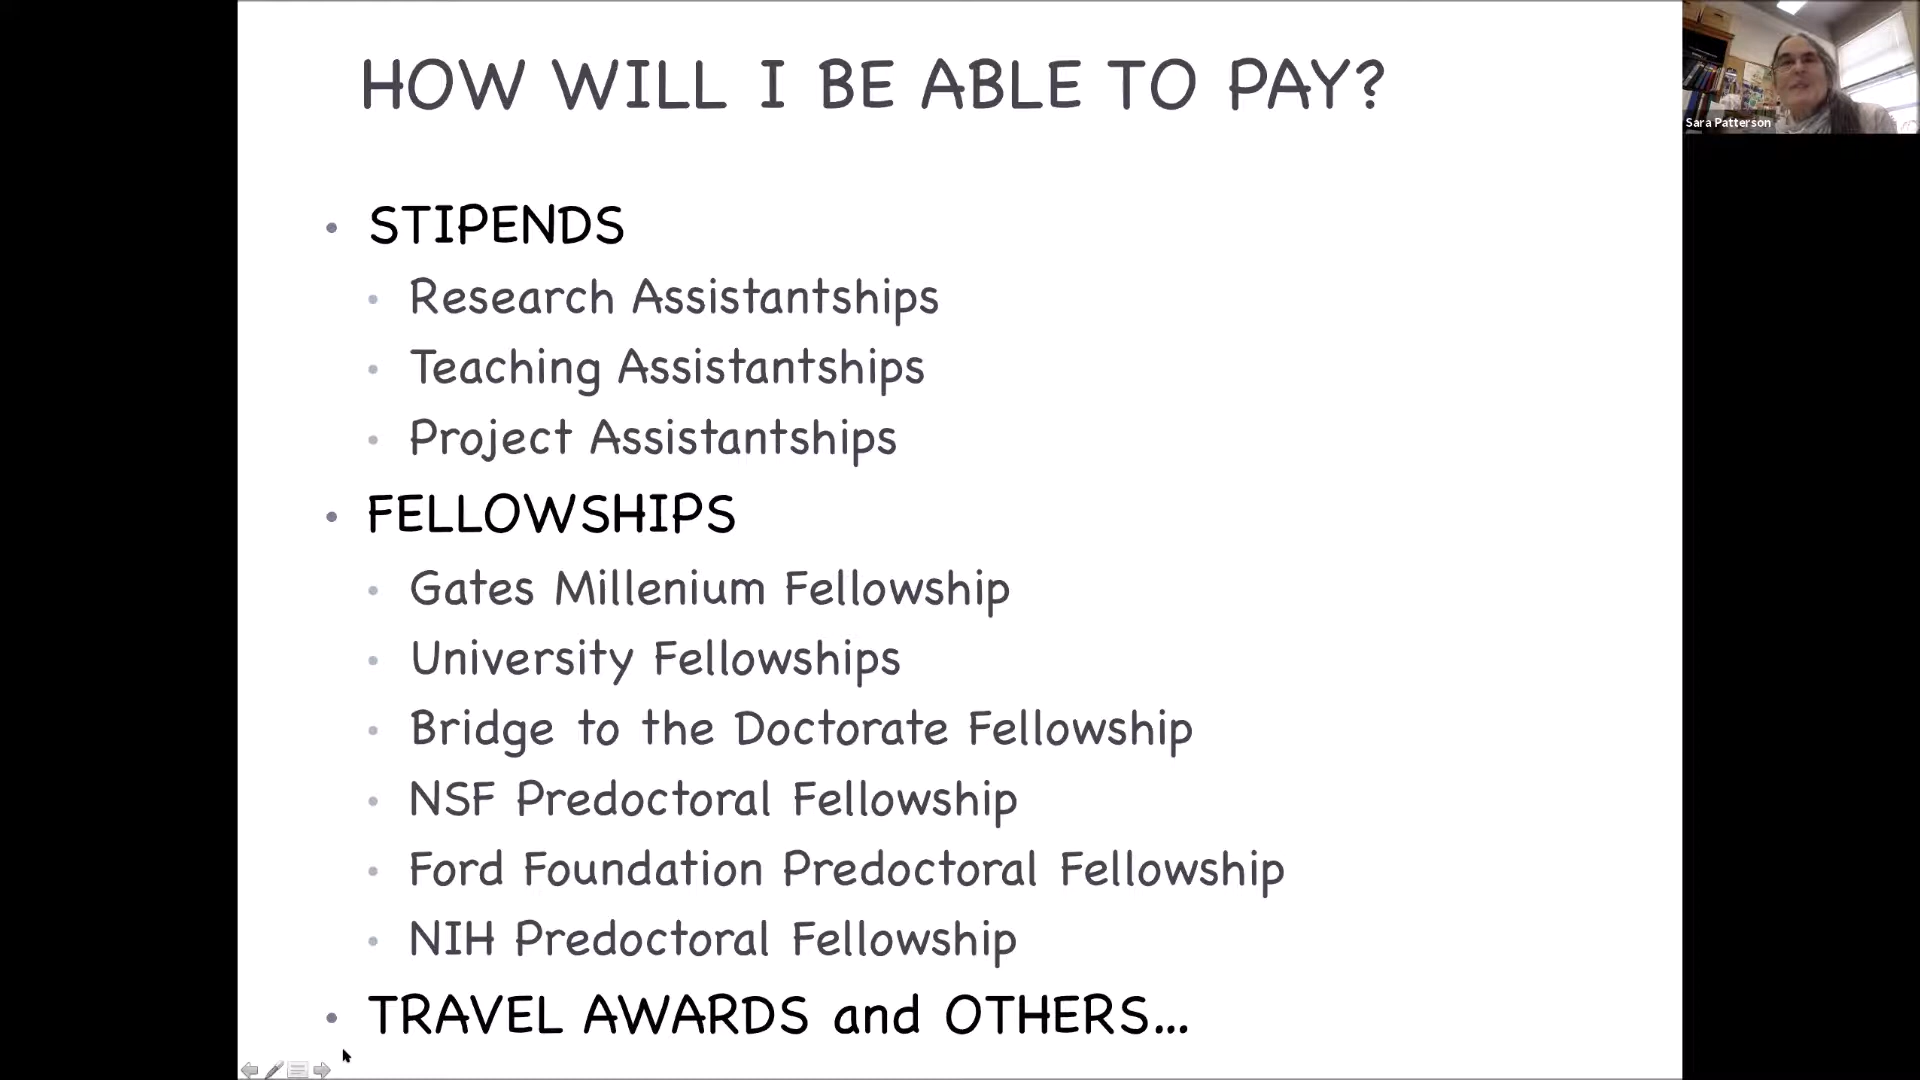 HOW WILL I BE ABLE TO PAY?
Sara Patterson
• STIPENDS
• Research Assistantships
• Teaching Assistantships
• Project Assistantships
• FELLOWSHIPS
• Gates Millenium Fellowship
• University Fellowships
• Bridge to the Doctorate Fellowship
• NSF Predoctoral Fellowship
• Ford Foundation Predoctoral Fellowship
• NIH Predoctoral Fellowship
• TRAVEL AWARDS and OTHERS...